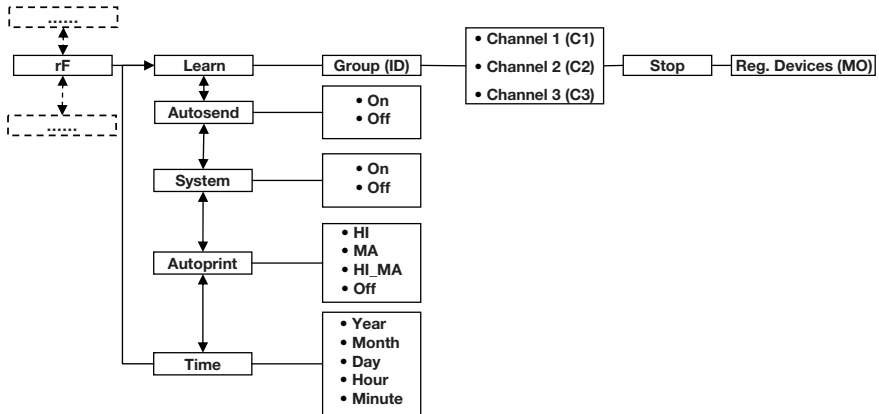 ......
rF
......
Learn
Group (ID)
• Channel 1 (C1)
• Channel 2 (C2)
• Channel 3 (C3)
Stop
Reg. Devices (MO)
Autosend
• On
• Off
System
• On
• Off
Autoprint
• HI
• MA
• HI_MA
• Off
Time
• Year
• Month
• Day
• Hour
• Minute